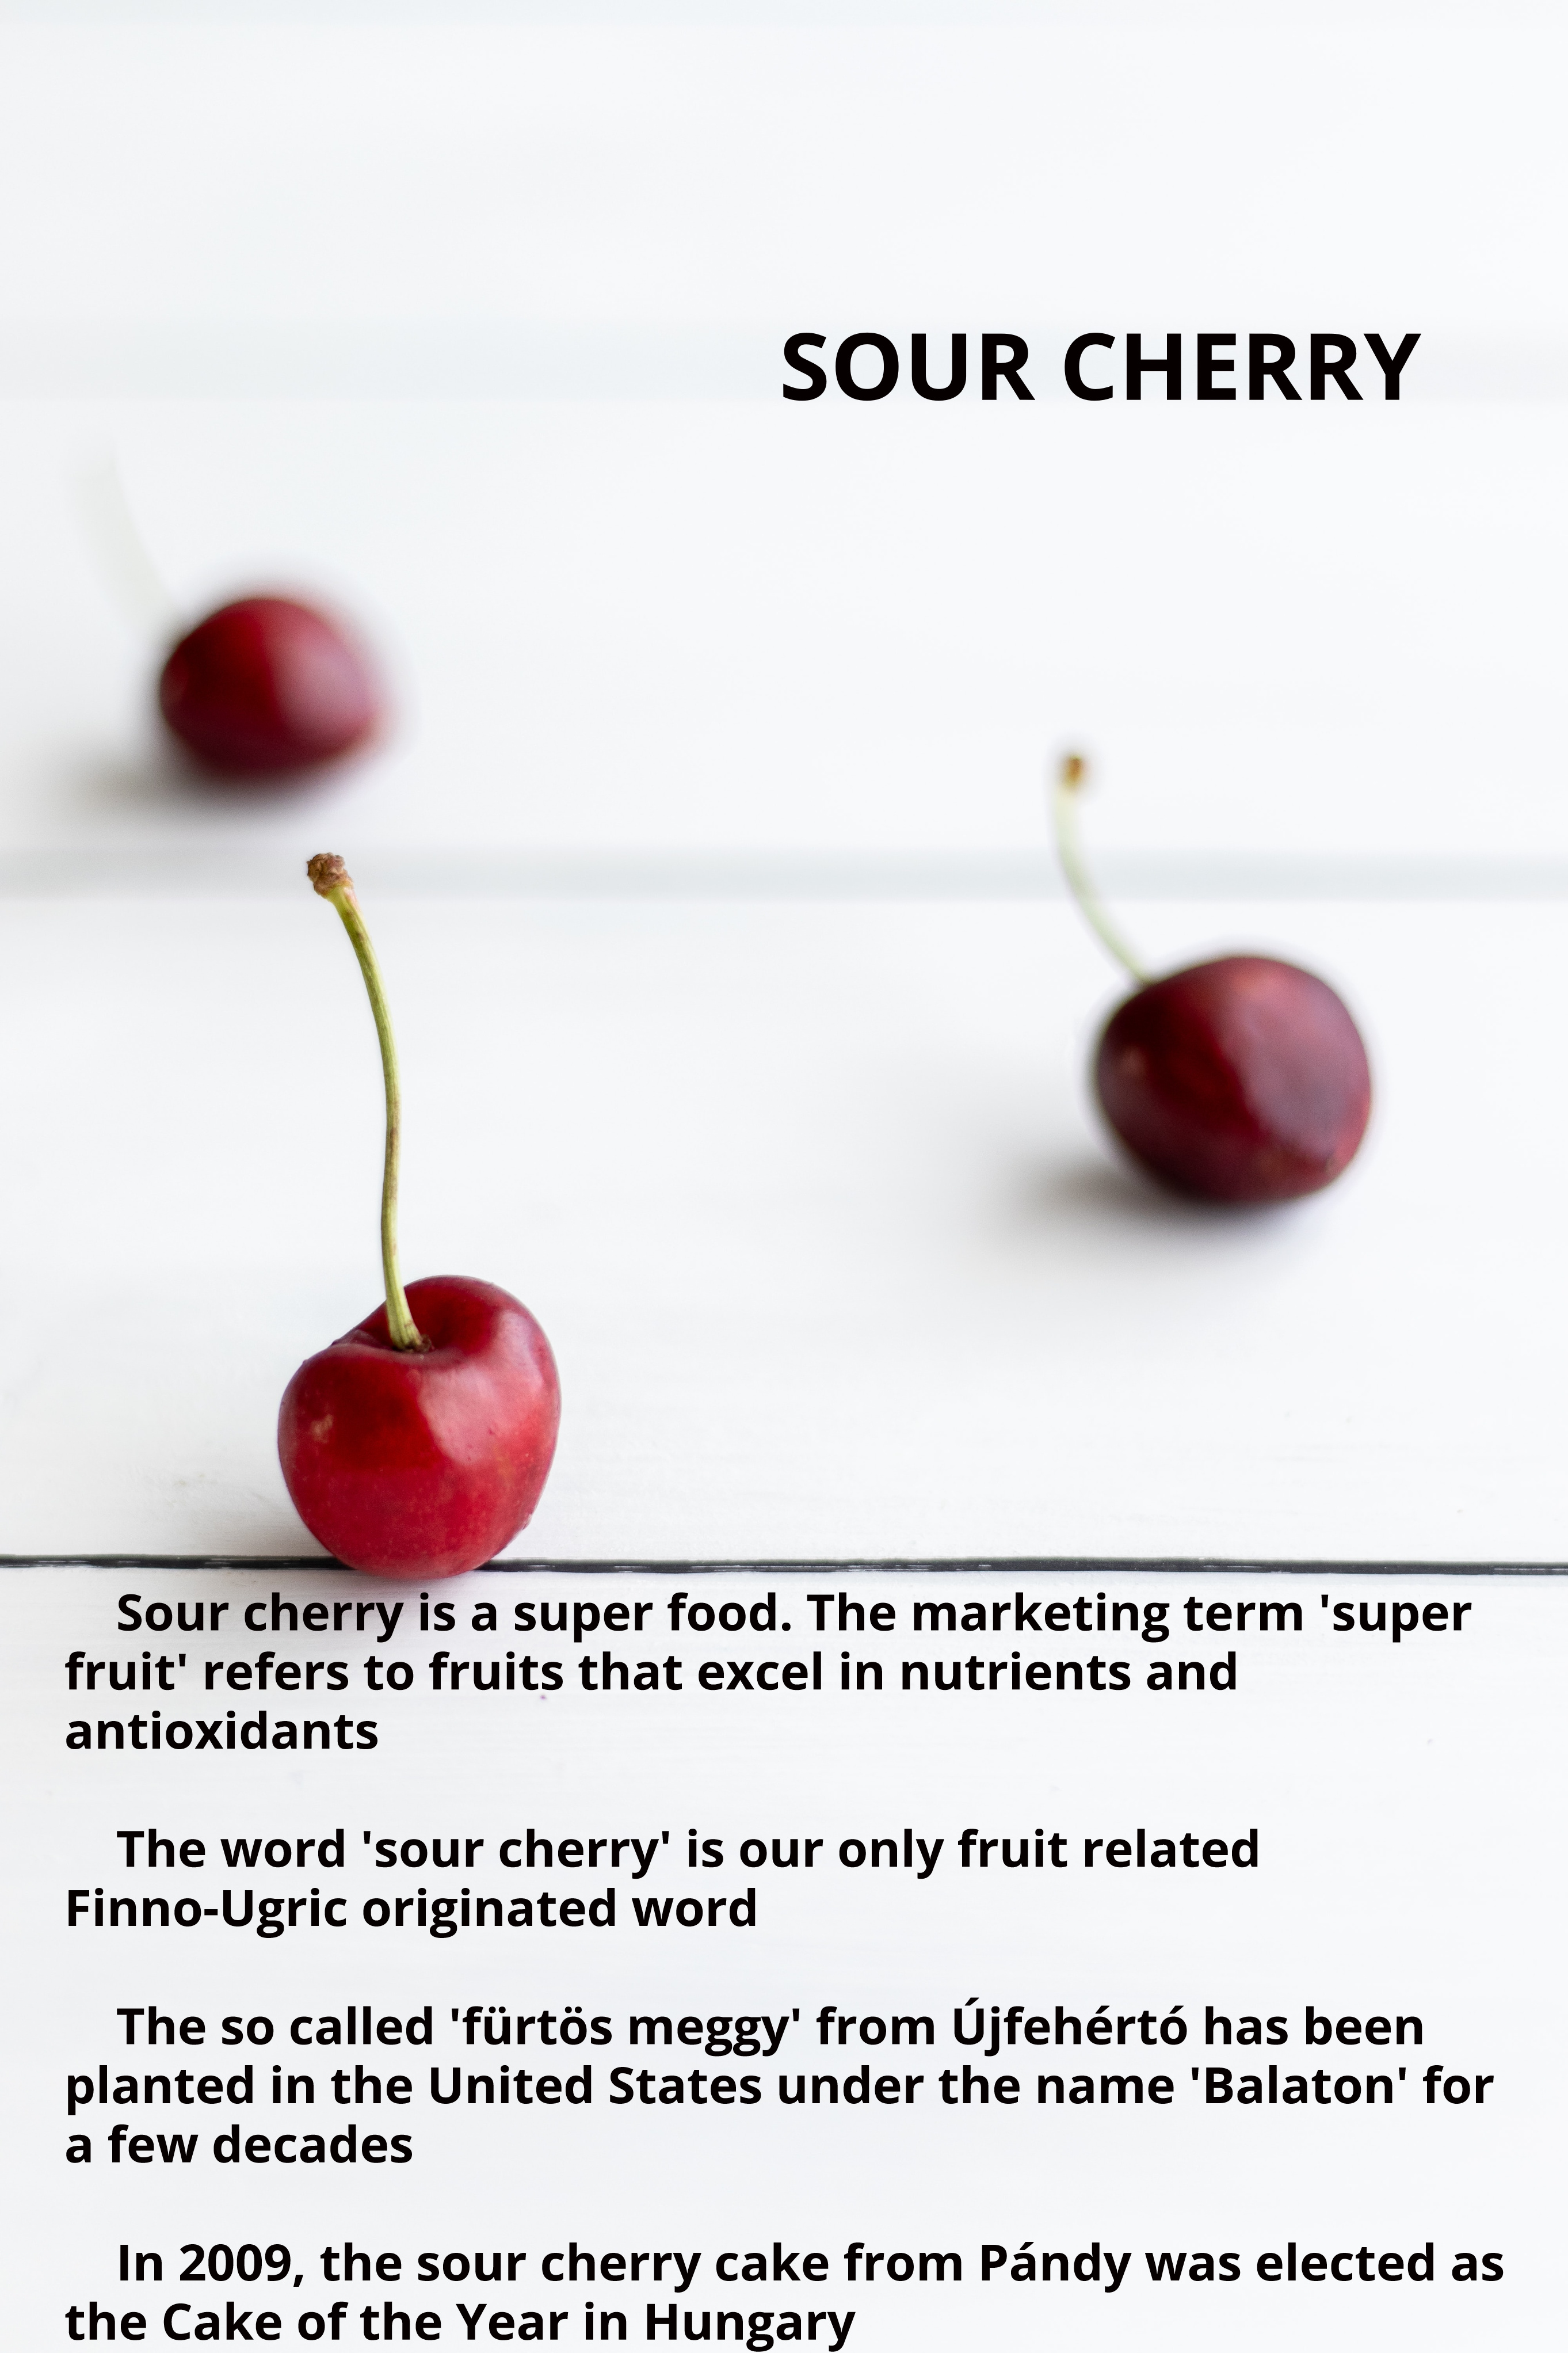 SOUR CHERRY
Sour cherry is a super food. The marketing term 'super
fruit' refers to fruits that excel in nutrients and
antioxidants
The word 'sour cherry' is our only fruit related
Finno-Ugric originated word
The so called 'fürtös meggy' from Újfehértó has been
planted in the United States under the name 'Balaton' for
a few decades
In 2009, the sour cherry cake from Pándy was elected as
the Cake of the Year in Hungary